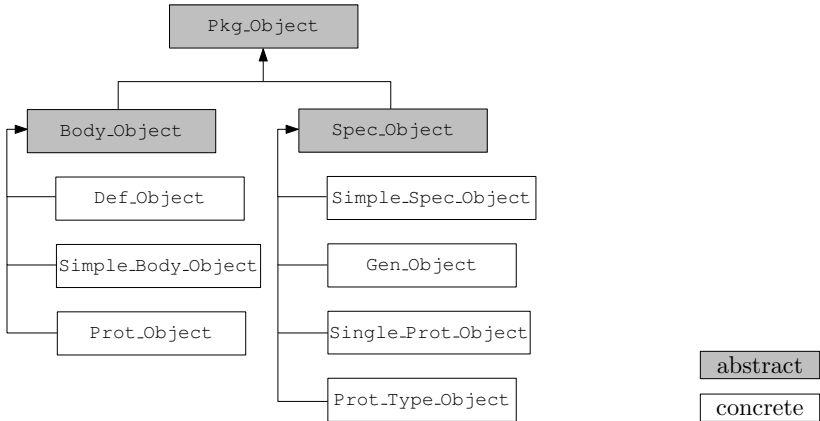 Pkg_Object
Body_Object
Spec_Object
Def_Object
Simple_Spec_Object
Simple_Body_Object
Gen_Object
Prot_Object
Single_Prot_Object
Prot_Type_Object
abstract
concrete